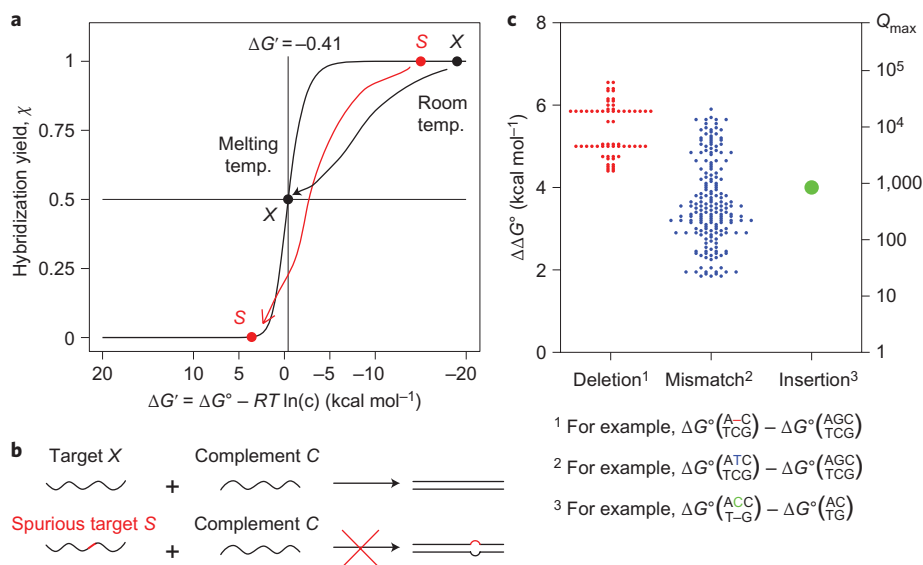 a
ΔG′ = –0.41
S
X
Room
temp.
Melting
temp.
X
S
Hybridization yield, χ
1
0.75
0.5
0.25
0
20
15
10
5
0
–5
–10
–15
–20
ΔG′ = ΔG° – RT ln(c) (kcal mol⁻¹)
b
Target X
Complement C
+
Spurious target S
Complement C
+
c
Qmax
8
6
4
2
0
ΔΔG° (kcal mol⁻¹)
10⁵
10⁴
1,000
100
10
1
Deletion¹
Mismatch²
Insertion³
¹ For example, ΔG°(A–C/TCG) – ΔG°(AGC/TCG)
² For example, ΔG°(ATC/TCG) – ΔG°(AGC/TCG)
³ For example, ΔG°(ACC/T–G) – ΔG°(AC/TG)